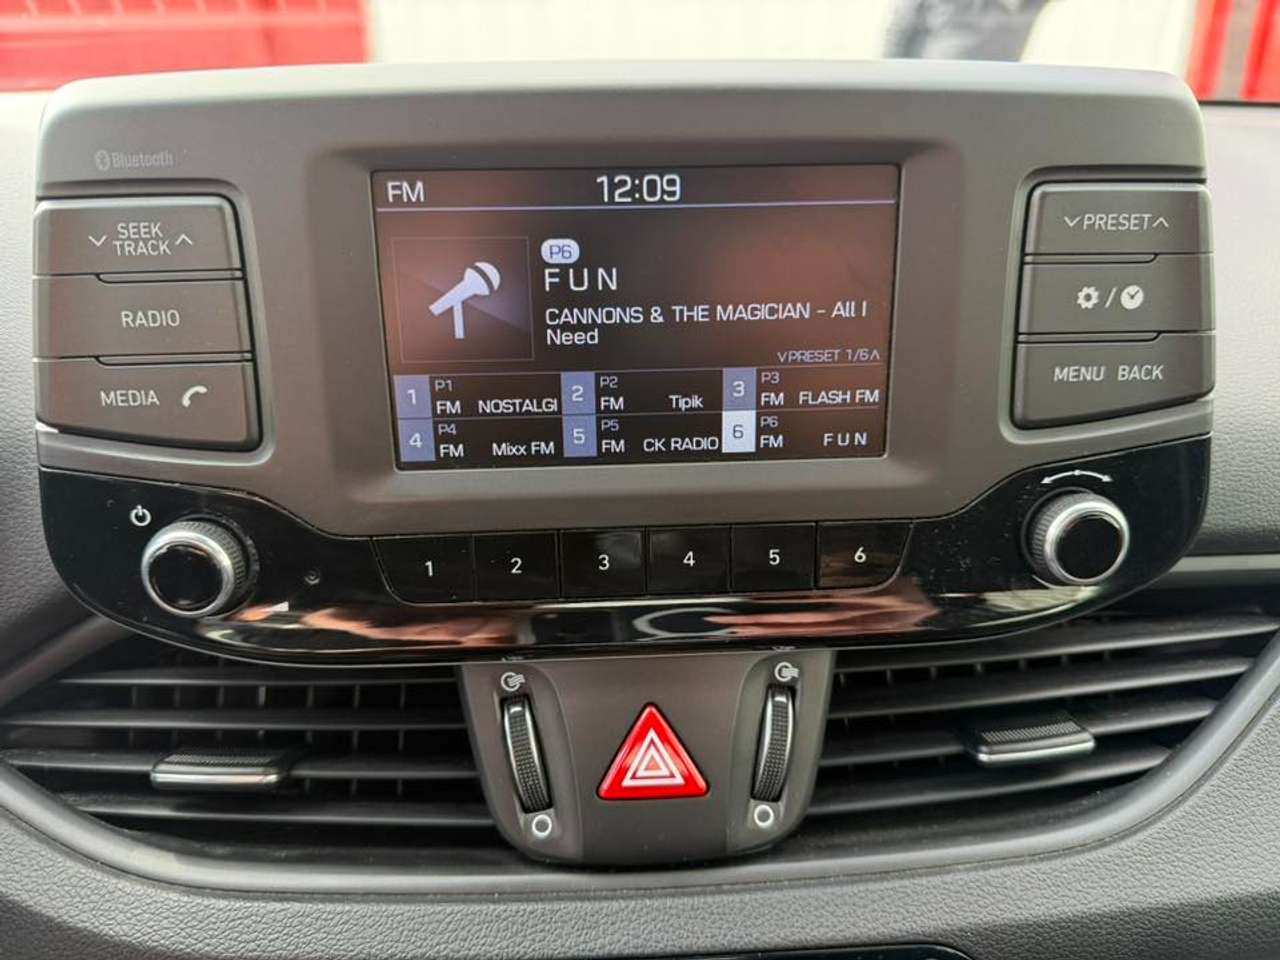 Bluetooth
SEEK
TRACK
RADIO
MEDIA
FM 12:09
P6
FUN
CANNONS & THE MAGICIAN - All I
Need
PRESET 1/6
1 P1 FM NOSTALGI
2 P2 FM Tipik
3 P3 FM FLASH FM
4 P4 FM Mixx FM
5 P5 FM CK RADIO
6 P6 FM FUN
PRESET
/
MENU BACK
1 2 3 4 5 6